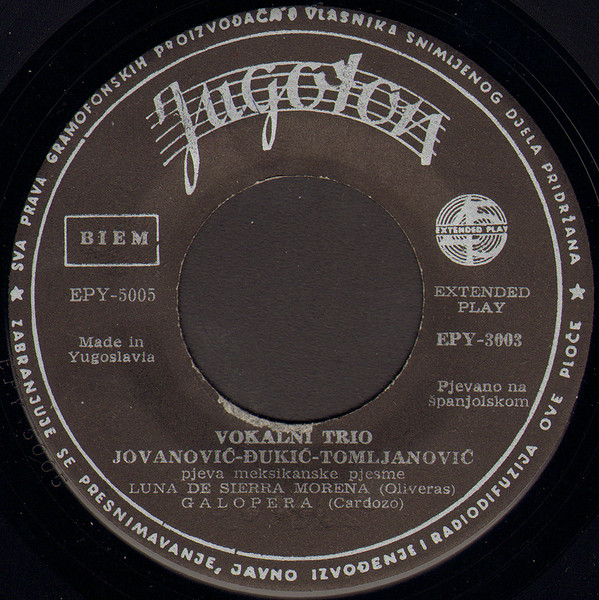 SVA PRAVA GRAMOFONSKIH PROIZVOĐAČA I VLASNIKA SNIMLJENOG DJELA PRIDRŽANA
Jugoton
BIEM
EXTENDED PLAY
EPY-5005
EXTENDED
PLAY
EPY-3003
Made in
Yugoslavia
Pjevano na
španjolskom
VOKALNI TRIO
JOVANOVIĆ-ĐUKIĆ-TOMLJANOVIĆ
pjeva meksikanske pjesme
LUNA DE SIERRA MORENA (Oliveras)
GALOPERA (Cardozo)
ZABRANJUJE SE PRESNIMAVANJE, JAVNO IZVOĐENJE I RADIODIFUZIJA OVE PLOČE